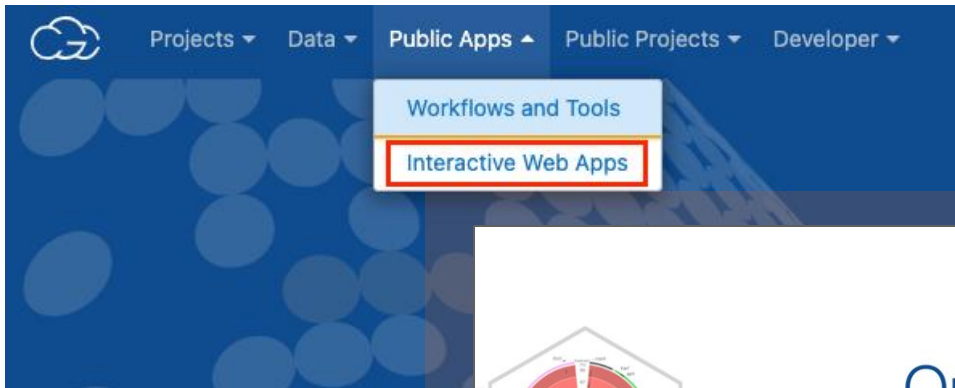 Projects Data Public Apps Public Projects Developer
Workflows and Tools
Interactive Web Apps